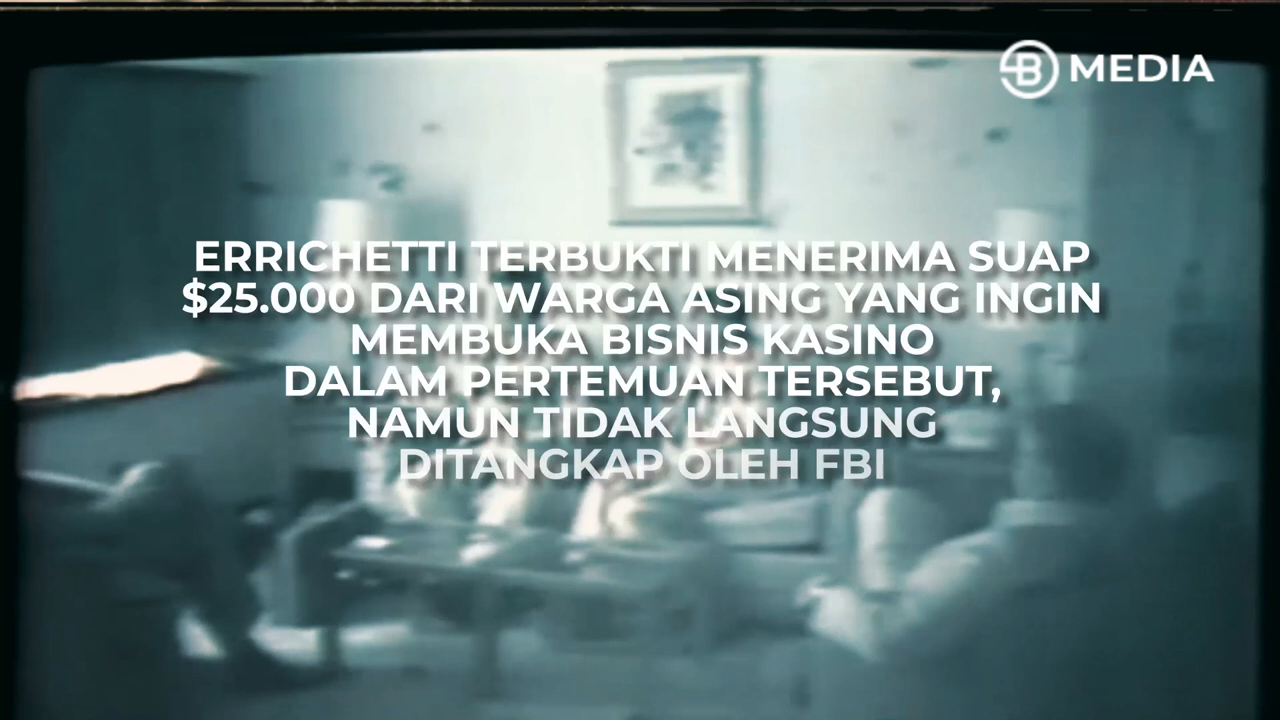 B MEDIA
ERRICHETTI TERBUKTI MENERIMA SUAP
$25.000 DARI WARGA ASING YANG INGIN
MEMBUKA BISNIS KASINO
DALAM PERTEMUAN TERSEBUT,
NAMUN TIDAK LANGSUNG
DITANGKAP OLEH FBI